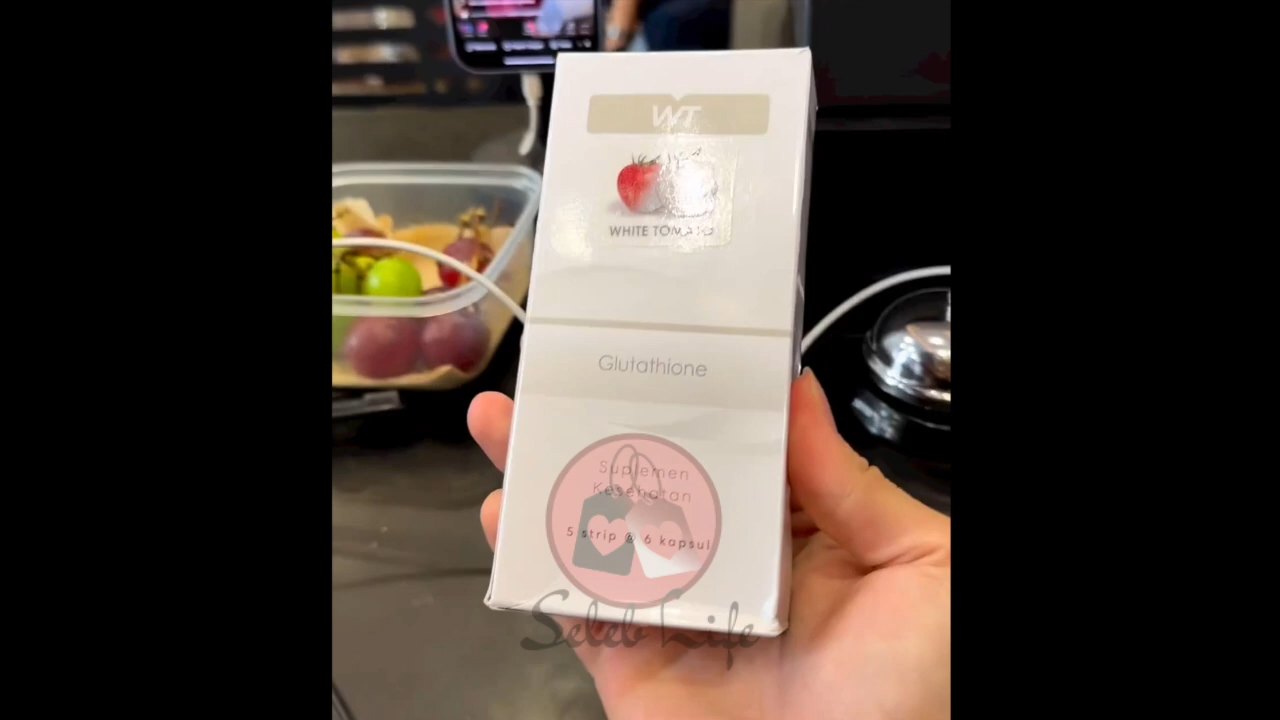 WT
WHITE TOMATO
Glutathione
Suplemen
Kesehatan
5 strip @ 6 kapsul
Seleb Life